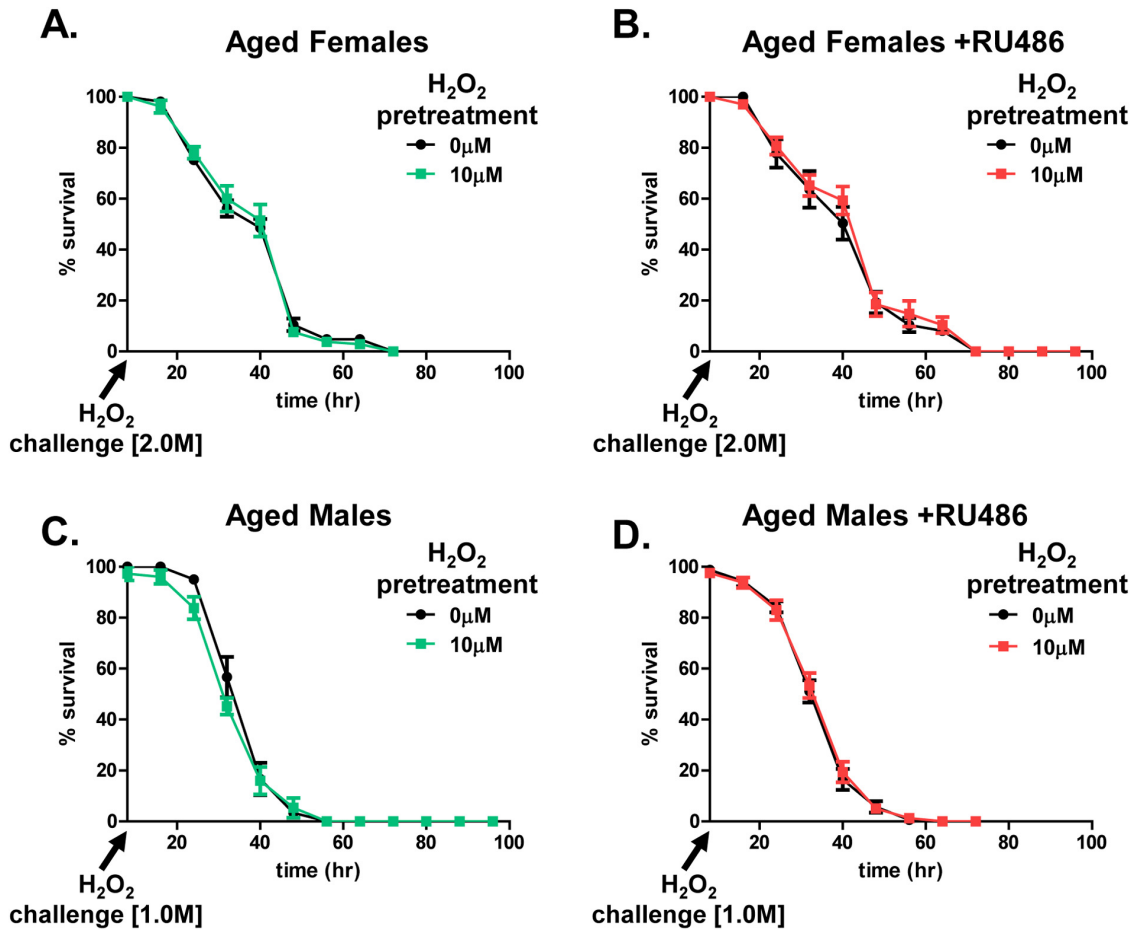 A.
Aged Females
H₂O₂
pretreatment
0μM
10μM
% survival
100
80
60
40
20
0
20 40 60 80 100
time (hr)
H₂O₂
challenge [2.0M]
B.
Aged Females +RU486
H₂O₂
pretreatment
0μM
10μM
% survival
100
80
60
40
20
0
20 40 60 80 100
time (hr)
H₂O₂
challenge [2.0M]
C.
Aged Males
H₂O₂
pretreatment
0μM
10μM
% survival
100
80
60
40
20
0
20 40 60 80 100
time (hr)
H₂O₂
challenge [1.0M]
D.
Aged Males +RU486
H₂O₂
pretreatment
0μM
10μM
% survival
100
80
60
40
20
0
20 40 60 80 100
time (hr)
H₂O₂
challenge [1.0M]